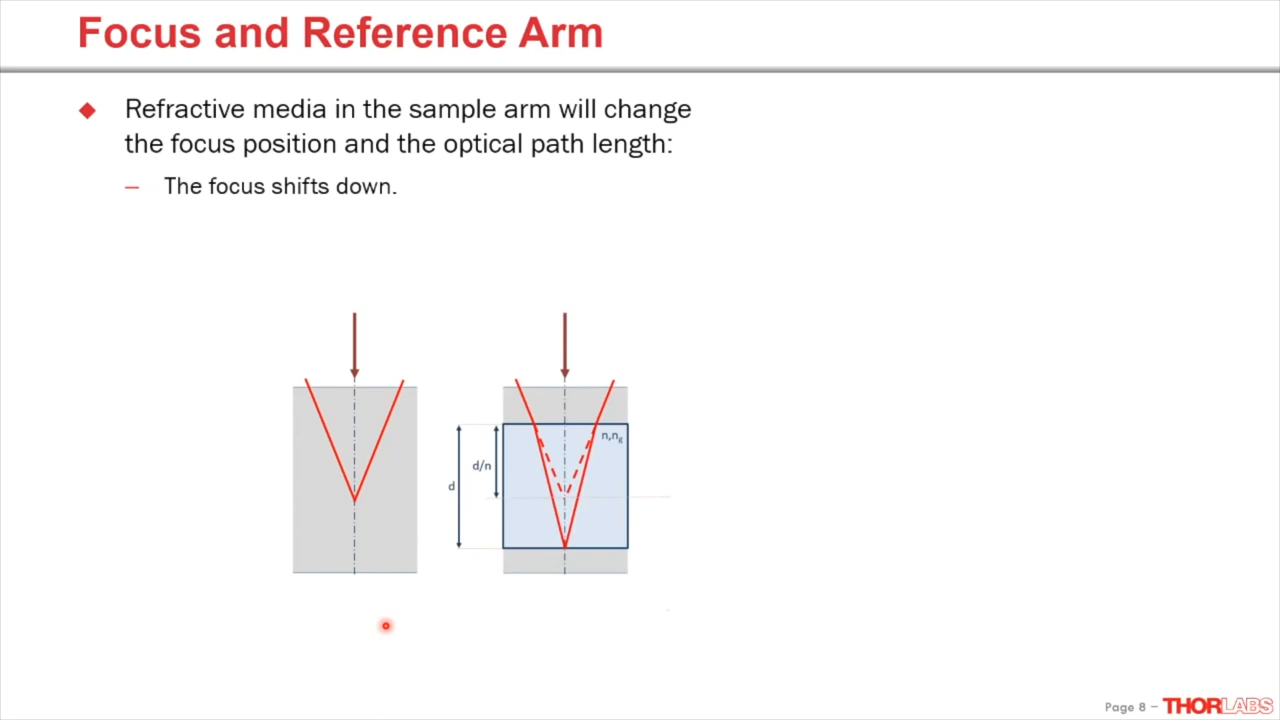 Focus and Reference Arm
Refractive media in the sample arm will change
the focus position and the optical path length:
– The focus shifts down.
n,ng
d/n
d
Page 8 – THORLABS